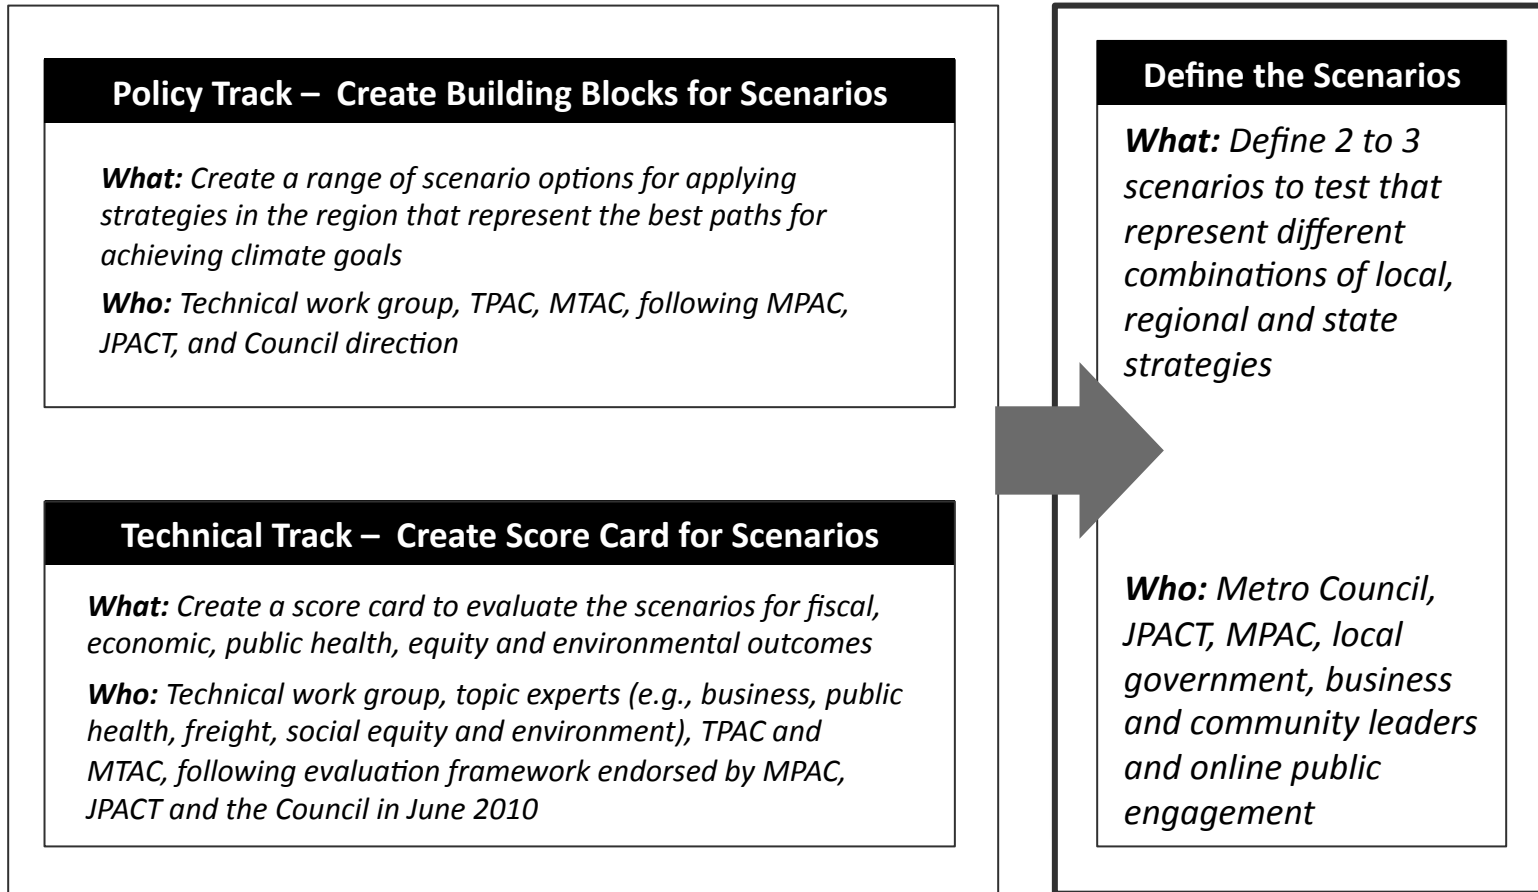 Policy Track – Create Building Blocks for Scenarios
What: Create a range of scenario options for applying
strategies in the region that represent the best paths for
achieving climate goals
Who: Technical work group, TPAC, MTAC, following MPAC,
JPACT, and Council direction
Technical Track – Create Score Card for Scenarios
What: Create a score card to evaluate the scenarios for fiscal,
economic, public health, equity and environmental outcomes
Who: Technical work group, topic experts (e.g., business, public
health, freight, social equity and environment), TPAC and
MTAC, following evaluation framework endorsed by MPAC,
JPACT and the Council in June 2010
Define the Scenarios
What: Define 2 to 3
scenarios to test that
represent different
combinations of local,
regional and state
strategies
Who: Metro Council,
JPACT, MPAC, local
government, business
and community leaders
and online public
engagement